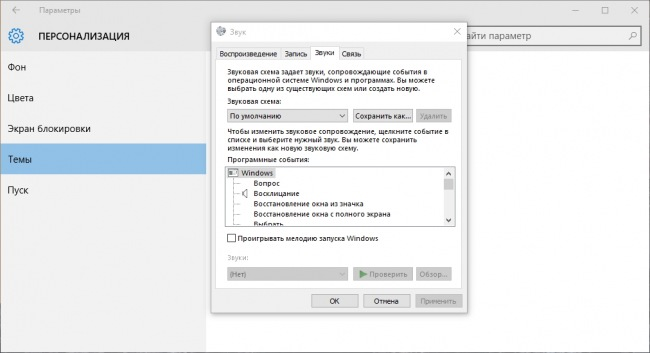 Параметры
ПЕРСОНАЛИЗАЦИЯ
йти параметр
Фон
Цвета
Экран блокировки
Темы
Пуск
Звук
Воспроизведение Запись Звуки Связь
Звуковая схема задает звуки, сопровождающие события в
операционной системе Windows и программах. Вы можете
выбрать одну из существующих схем или создать новую.
Звуковая схема:
По умолчанию Сохранить как... Удалить
Чтобы изменить звуковое сопровождение, щелкните событие в
списке и выберите нужный звук. Вы можете сохранить
изменения как новую звуковую схему.
Программные события:
Windows
Вопрос
Восклицание
Восстановление окна из значка
Восстановление окна с полного экрана
Выбрать
Проигрывать мелодию запуска Windows
Звуки:
(Нет) Проверить Обзор...
OK Отмена Применить